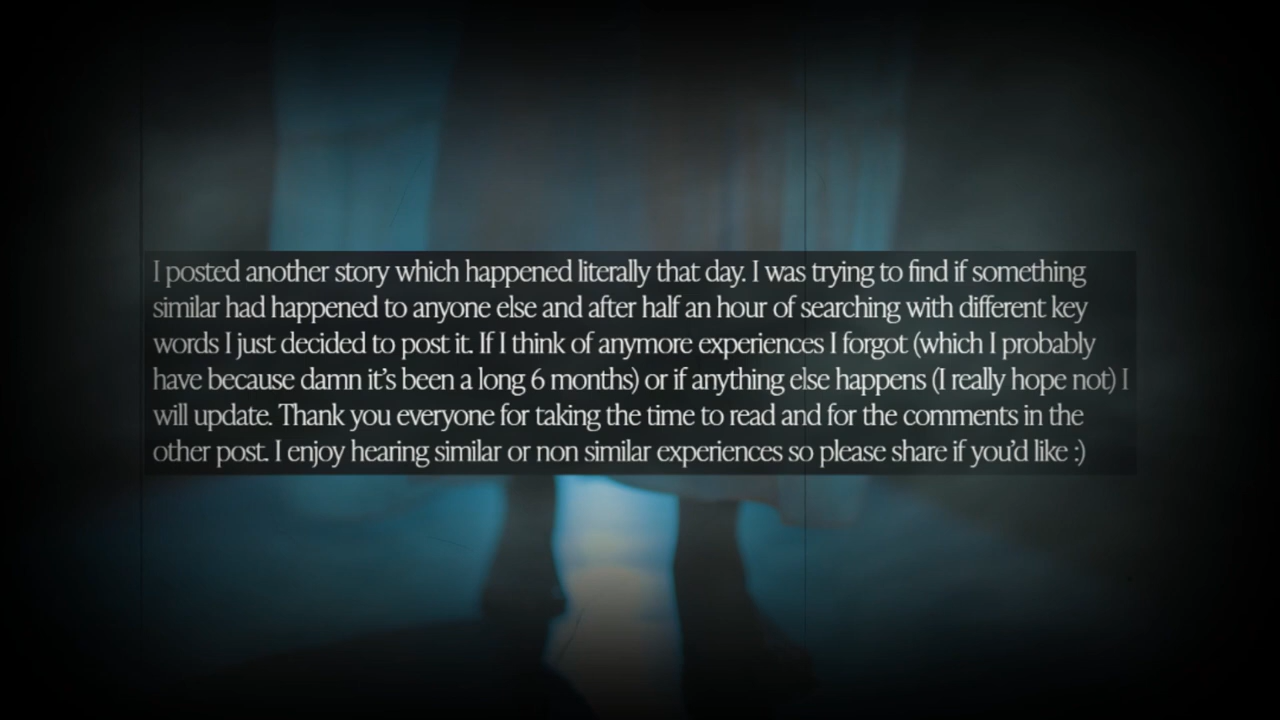 I posted another story which happened literally that day. I was trying to find if something
similar had happened to anyone else and after half an hour of searching with different key
words I just decided to post it. If I think of anymore experiences I forgot (which I probably
have because damn it’s been a long 6 months) or if anything else happens (I really hope not) I
will update. Thank you everyone for taking the time to read and for the comments in the
other post. I enjoy hearing similar or non similar experiences so please share if you’d like :)